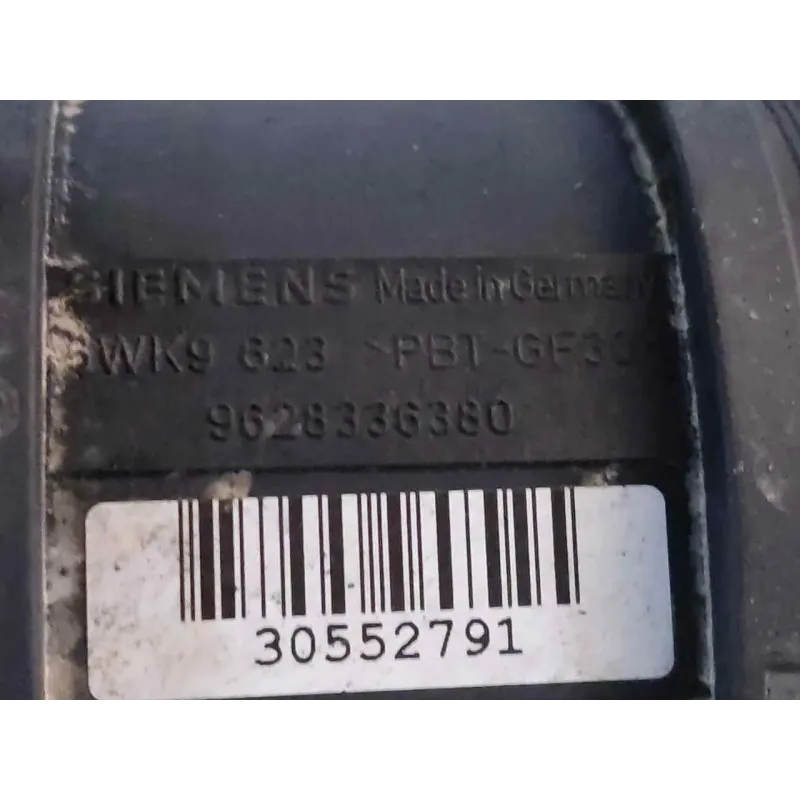 SIEMENS Made in Germany
5WK9 623 >PBT-GF30
9628336380
30552791